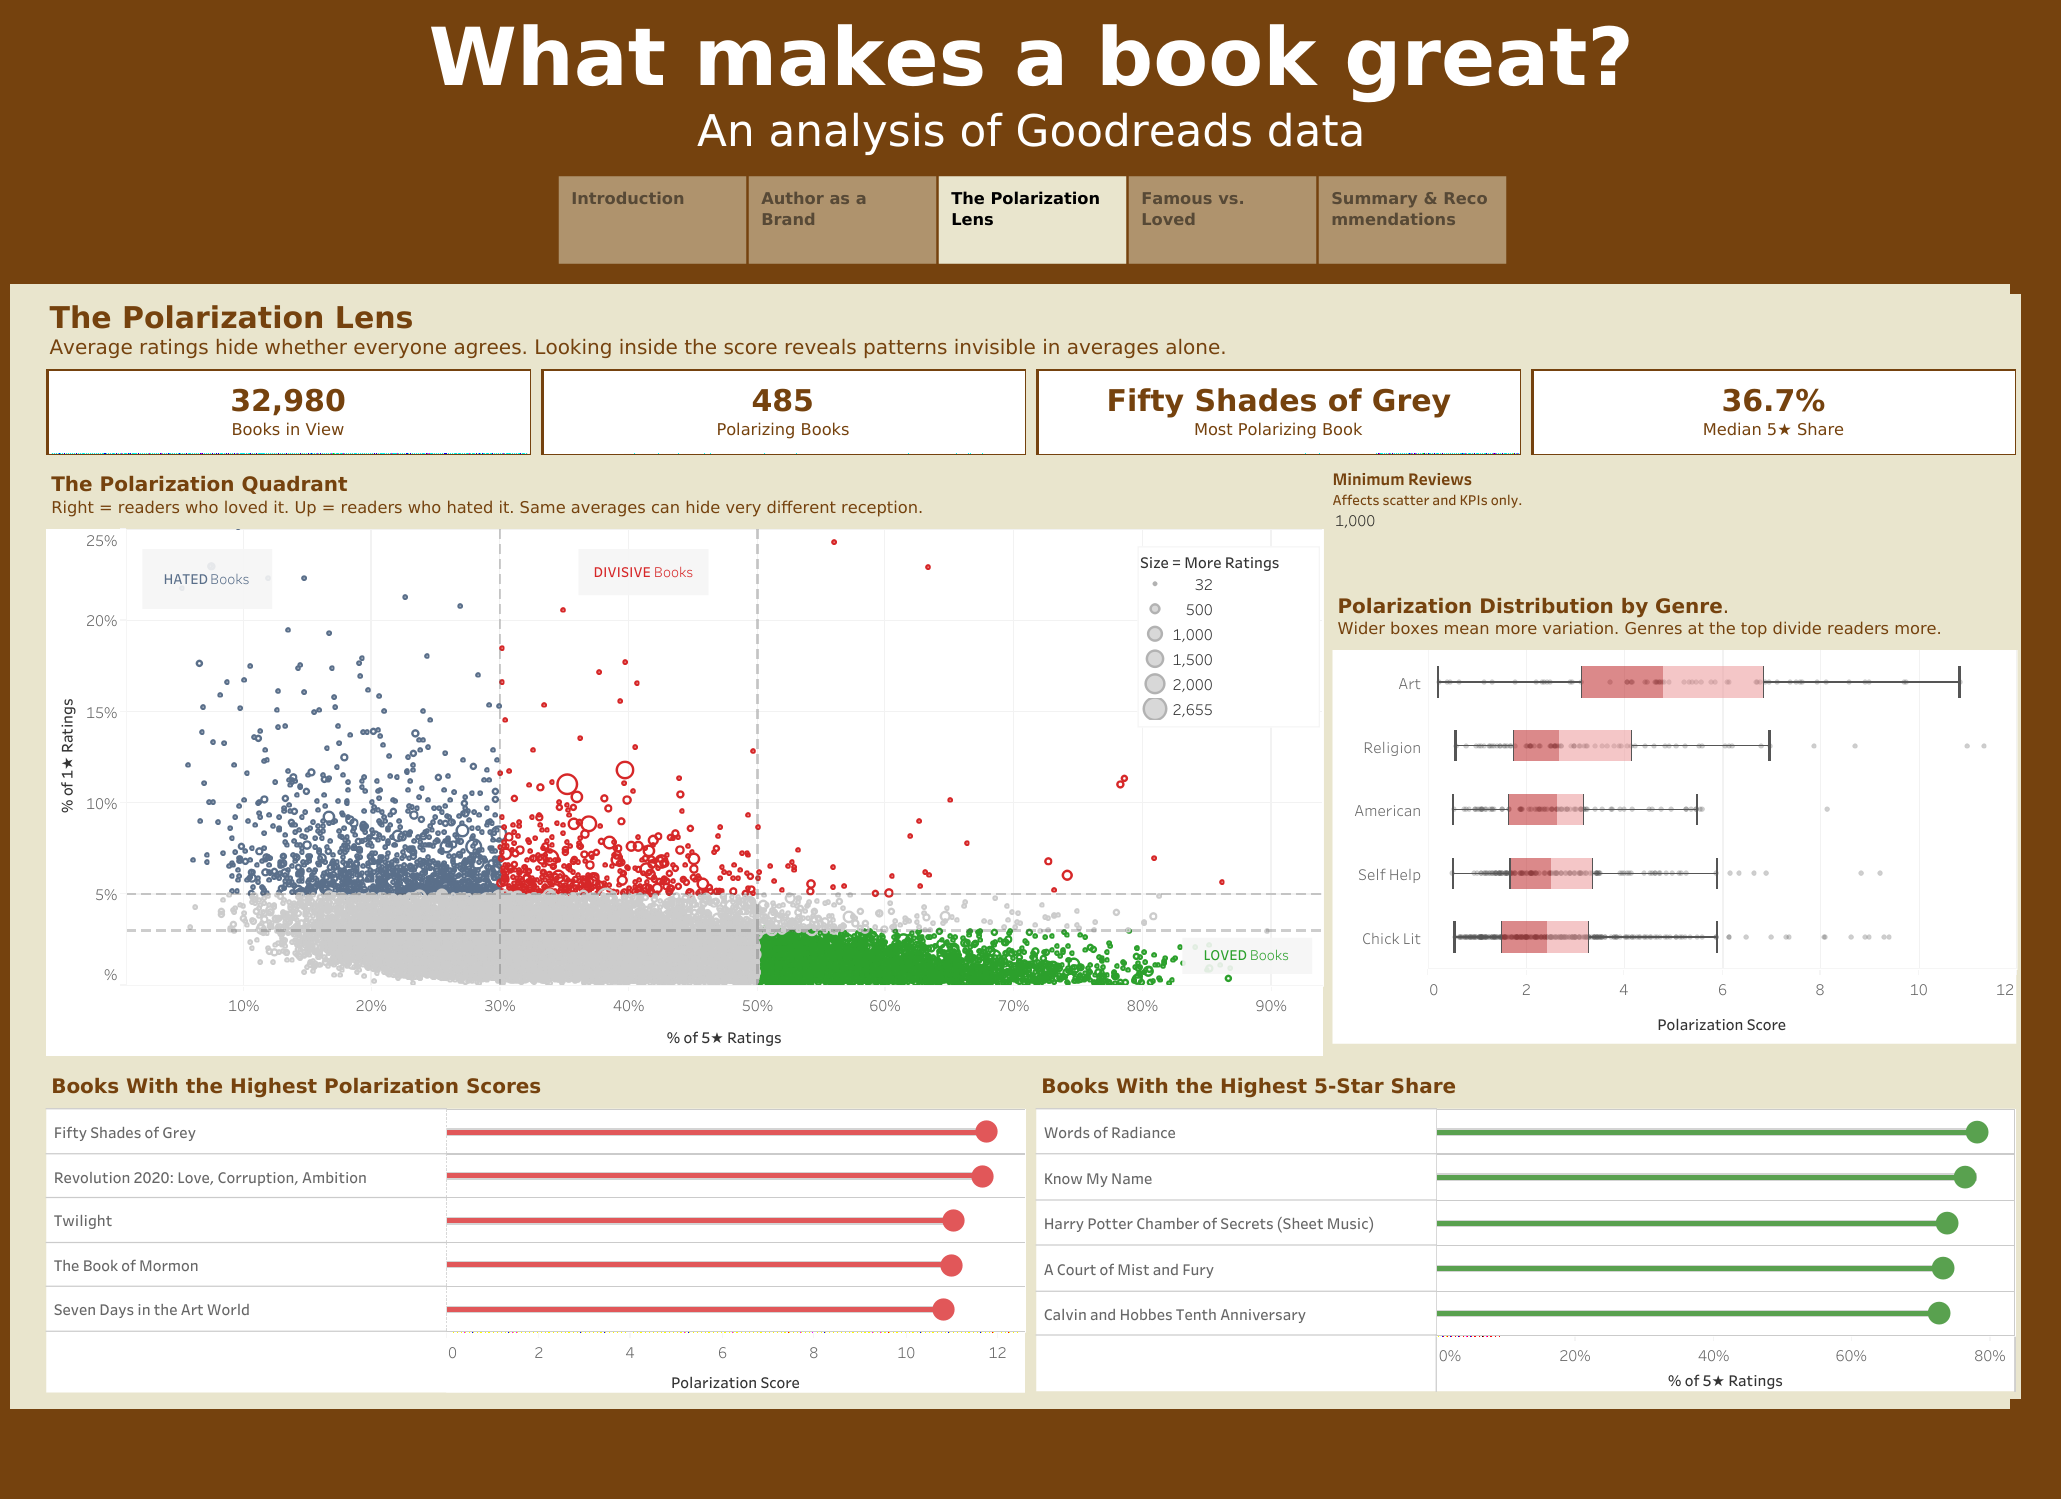 What makes a book great?
An analysis of Goodreads data
Introduction
Author as a
Brand
The Polarization
Lens
Famous vs.
Loved
Summary & Reco
mmendations
The Polarization Lens
Average ratings hide whether everyone agrees. Looking inside the score reveals patterns invisible in averages alone.
32,980
Books in View
485
Polarizing Books
Fifty Shades of Grey
Most Polarizing Book
36.7%
Median 5★ Share
The Polarization Quadrant
Right = readers who loved it. Up = readers who hated it. Same averages can hide very different reception.
Minimum Reviews
Affects scatter and KPIs only.
1,000
25%
20%
15%
10%
5%
%
% of 1★ Ratings
HATED Books
DIVISIVE Books
LOVED Books
Size = More Ratings
32
500
1,000
1,500
2,000
2,655
10%
20%
30%
40%
50%
60%
70%
80%
90%
% of 5★ Ratings
Polarization Distribution by Genre.
Wider boxes mean more variation. Genres at the top divide readers more.
Art
Religion
American
Self Help
Chick Lit
0
2
4
6
8
10
12
Polarization Score
Books With the Highest Polarization Scores
Fifty Shades of Grey
Revolution 2020: Love, Corruption, Ambition
Twilight
The Book of Mormon
Seven Days in the Art World
0
2
4
6
8
10
12
Polarization Score
Books With the Highest 5-Star Share
Words of Radiance
Know My Name
Harry Potter Chamber of Secrets (Sheet Music)
A Court of Mist and Fury
Calvin and Hobbes Tenth Anniversary
0%
20%
40%
60%
80%
% of 5★ Ratings